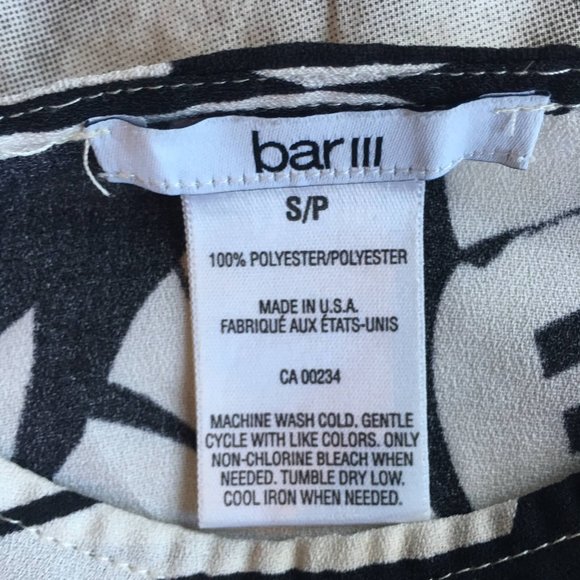 bar III
S/P
100% POLYESTER/POLYESTER
MADE IN U.S.A.
FABRIQUÉ AUX ÉTATS-UNIS
CA 00234
MACHINE WASH COLD. GENTLE
CYCLE WITH LIKE COLORS. ONLY
NON-CHLORINE BLEACH WHEN
NEEDED. TUMBLE DRY LOW.
COOL IRON WHEN NEEDED.